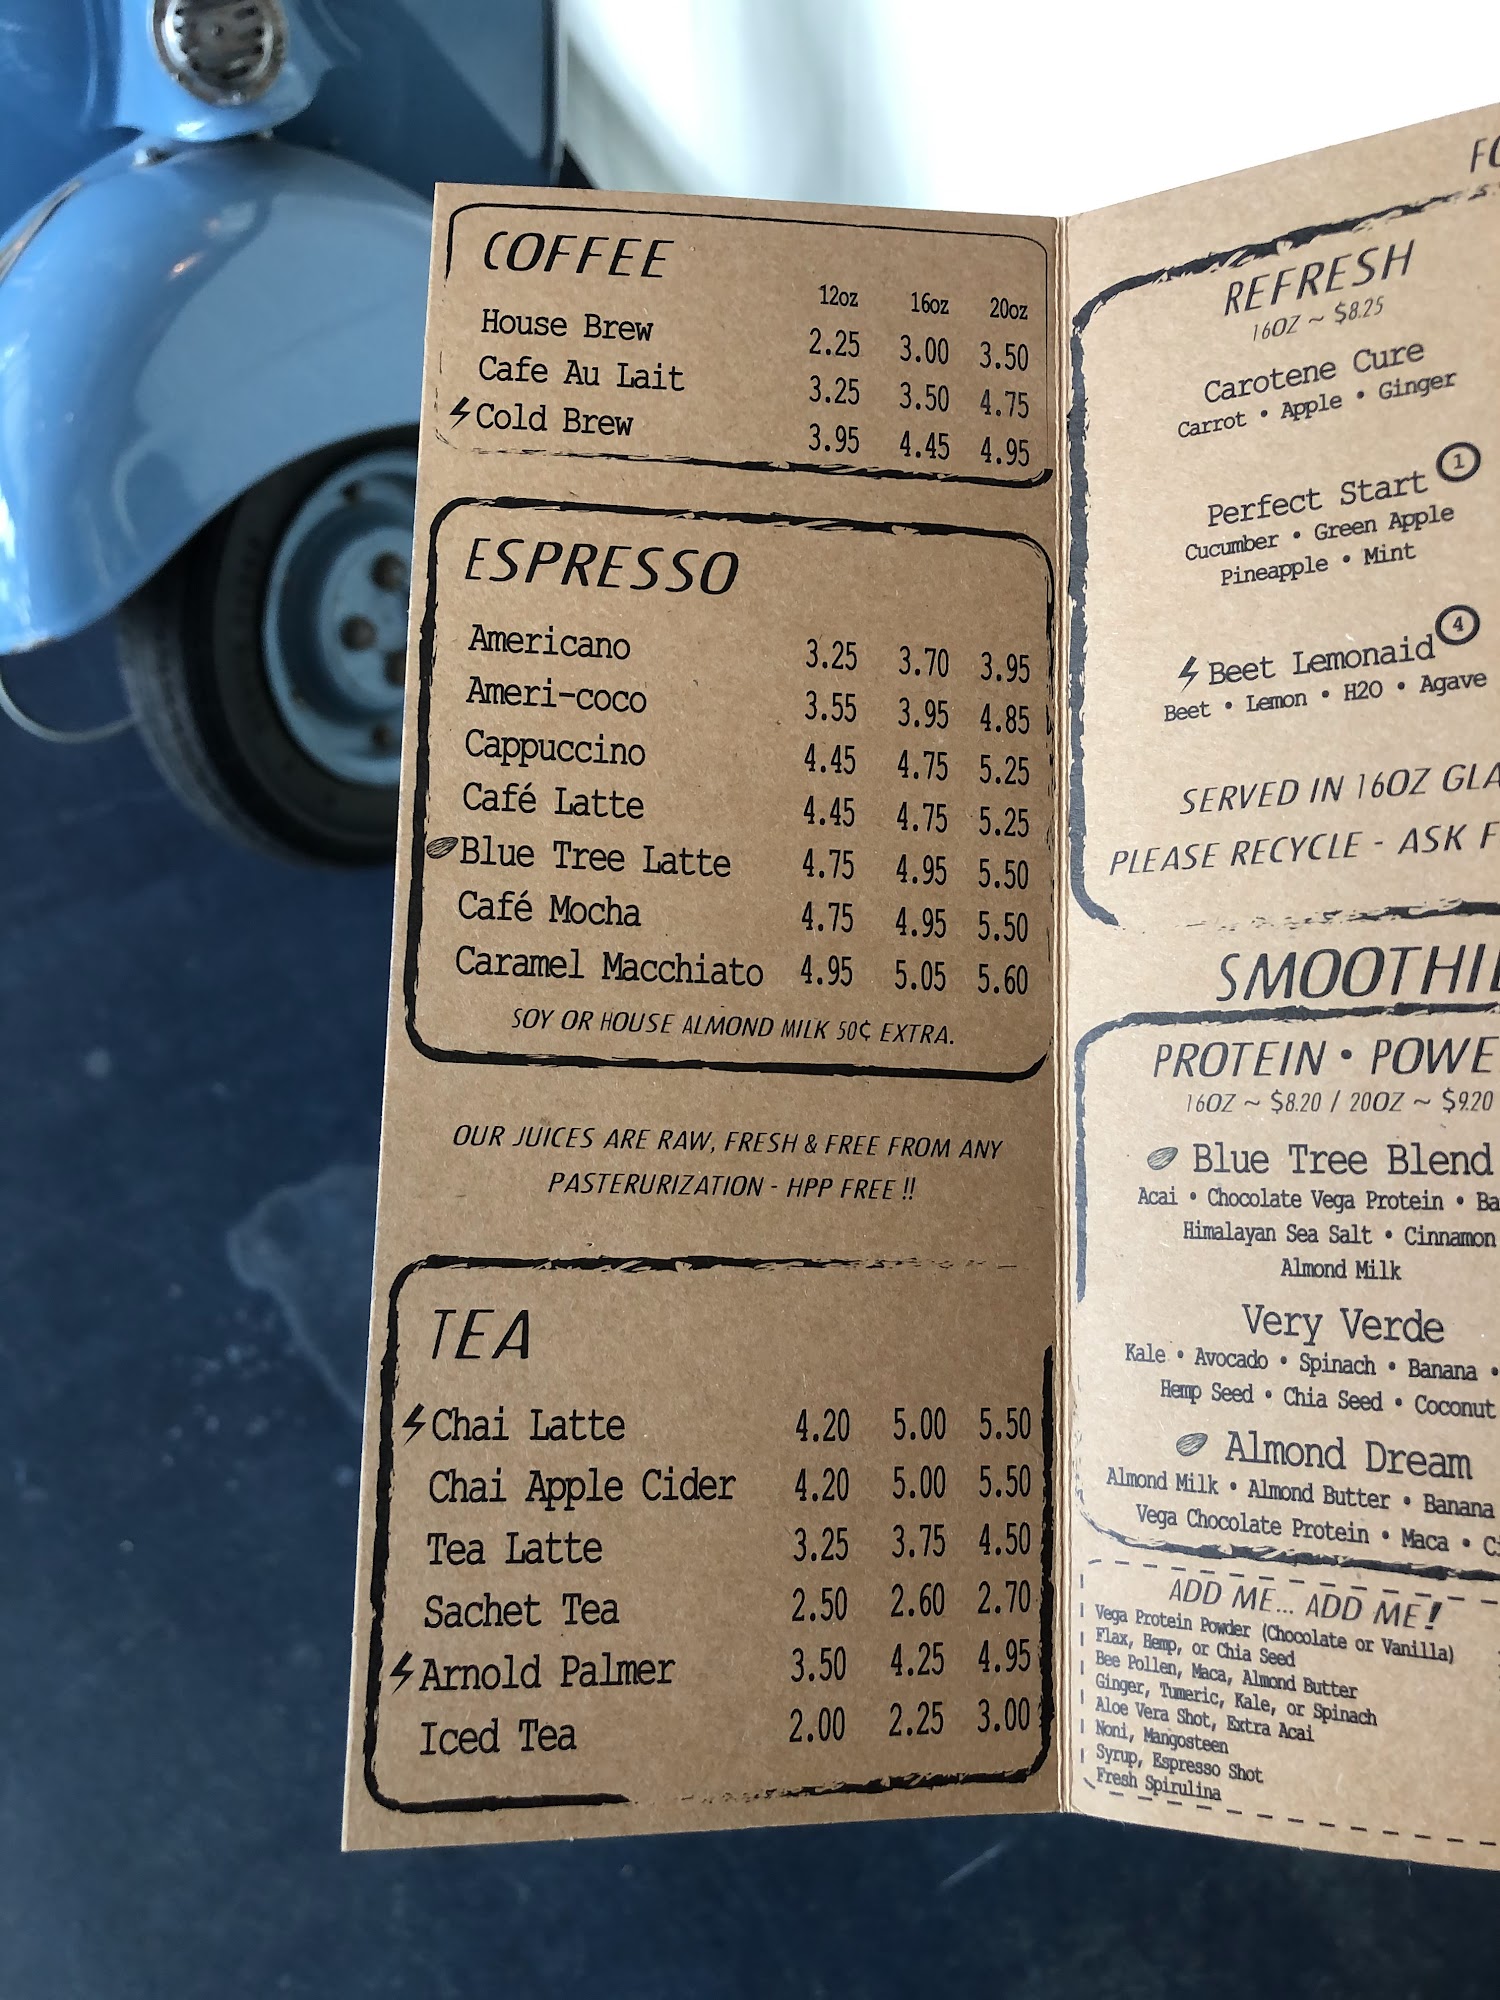 COFFEE
12oz 16oz 20oz
House Brew 2.25 3.00 3.50
Cafe Au Lait 3.25 3.50 4.75
Cold Brew 3.95 4.45 4.95
ESPRESSO
Americano 3.25 3.70 3.95
Ameri-coco 3.55 3.95 4.85
Cappuccino 4.45 4.75 5.25
Café Latte 4.45 4.75 5.25
Blue Tree Latte 4.75 4.95 5.50
Café Mocha 4.75 4.95 5.50
Caramel Macchiato 4.95 5.05 5.60
SOY OR HOUSE ALMOND MILK 50¢ EXTRA.
OUR JUICES ARE RAW, FRESH & FREE FROM ANY
PASTERURIZATION - HPP FREE !!
TEA
Chai Latte 4.20 5.00 5.50
Chai Apple Cider 4.20 5.00 5.50
Tea Latte 3.25 3.75 4.50
Sachet Tea 2.50 2.60 2.70
Arnold Palmer 3.50 4.25 4.95
Iced Tea 2.00 2.25 3.00
REFRESH
16OZ ~ $8.25
Carotene Cure
Carrot • Apple • Ginger
Perfect Start 1
Cucumber • Green Apple
Pineapple • Mint
Beet Lemonaid 4
Beet • Lemon • H2O • Agave
SERVED IN 16OZ
PLEASE RECYCLE - ASK
SMOOTHIE
PROTEIN • POWE
16OZ ~ $8.20 / 20OZ ~ $9.20
Blue Tree Blend
Acai • Chocolate Vega Protein •
Himalayan Sea Salt • Cinnamon
Almond Milk
Very Verde
Kale • Avocado • Spinach • Banana •
Hemp Seed • Chia Seed • Coconut
Almond Dream
Almond Milk • Almond Butter • Banana
Vega Chocolate Protein • Maca •
ADD ME... ADD ME!
Vega Protein Powder (Chocolate or Vanilla)
Flax, Hemp, or Chia Seed
Bee Pollen, Maca, Almond Butter
Ginger, Tumeric, Kale, or Spinach
Aloe Vera Shot, Extra Acai
Noni, Mangosteen
Syrup, Espresso Shot
Fresh Spirulina